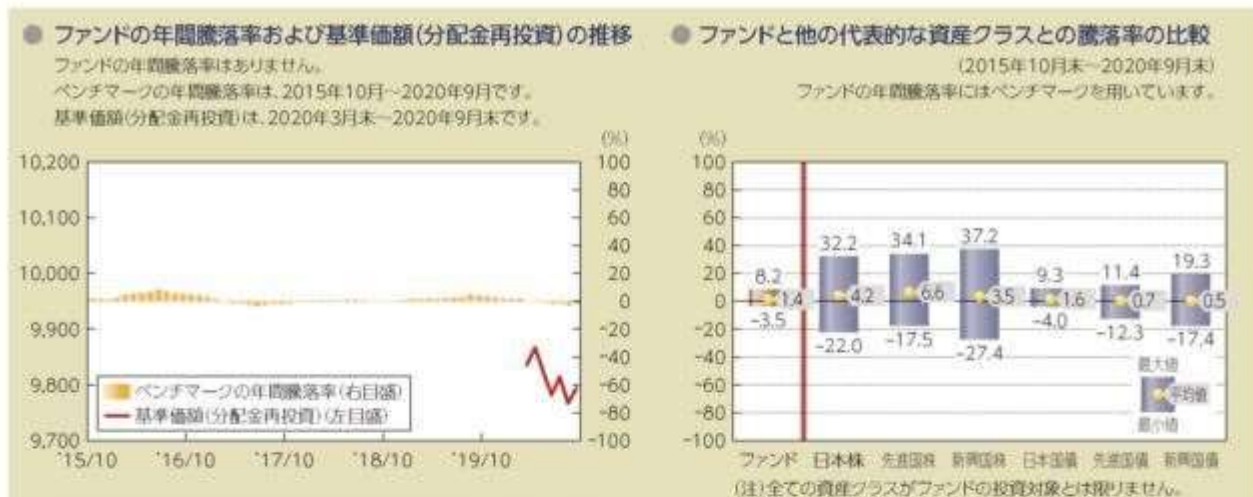 ● ファンドの年間騰落率および基準価額(分配金再投資)の推移
ファンドの年間騰落率はありません。
ベンチマークの年間騰落率は、2015年10月～2020年9月です。
基準価額(分配金再投資)は、2020年3月末～2020年9月末です。
(%)
10,200
10,100
10,000
9,900
9,800
9,700
100
80
60
40
20
0
-20
-40
-60
-80
-100
ベンチマークの年間騰落率(右目盛)
基準価額(分配金再投資)(左目盛)
'15/10 '16/10 '17/10 '18/10 '19/10
● ファンドと他の代表的な資産クラスとの騰落率の比較
(2015年10月末～2020年9月末)
ファンドの年間騰落率にはベンチマークを用いています。
(%)
100
80
60
40
20
0
-20
-40
-60
-80
-100
8.2 32.2 34.1 37.2 9.3 11.4 19.3
1.4 4.2 6.6 3.5 1.6 0.7 0.5
-3.5 -22.0 -17.5 -27.4 -4.0 -12.3 -17.4
最大値
平均値
最小値
ファンド 日本株 先進国株 新興国株 日本国債 先進国債 新興国債
(注)全ての資産クラスがファンドの投資対象とは限りません。